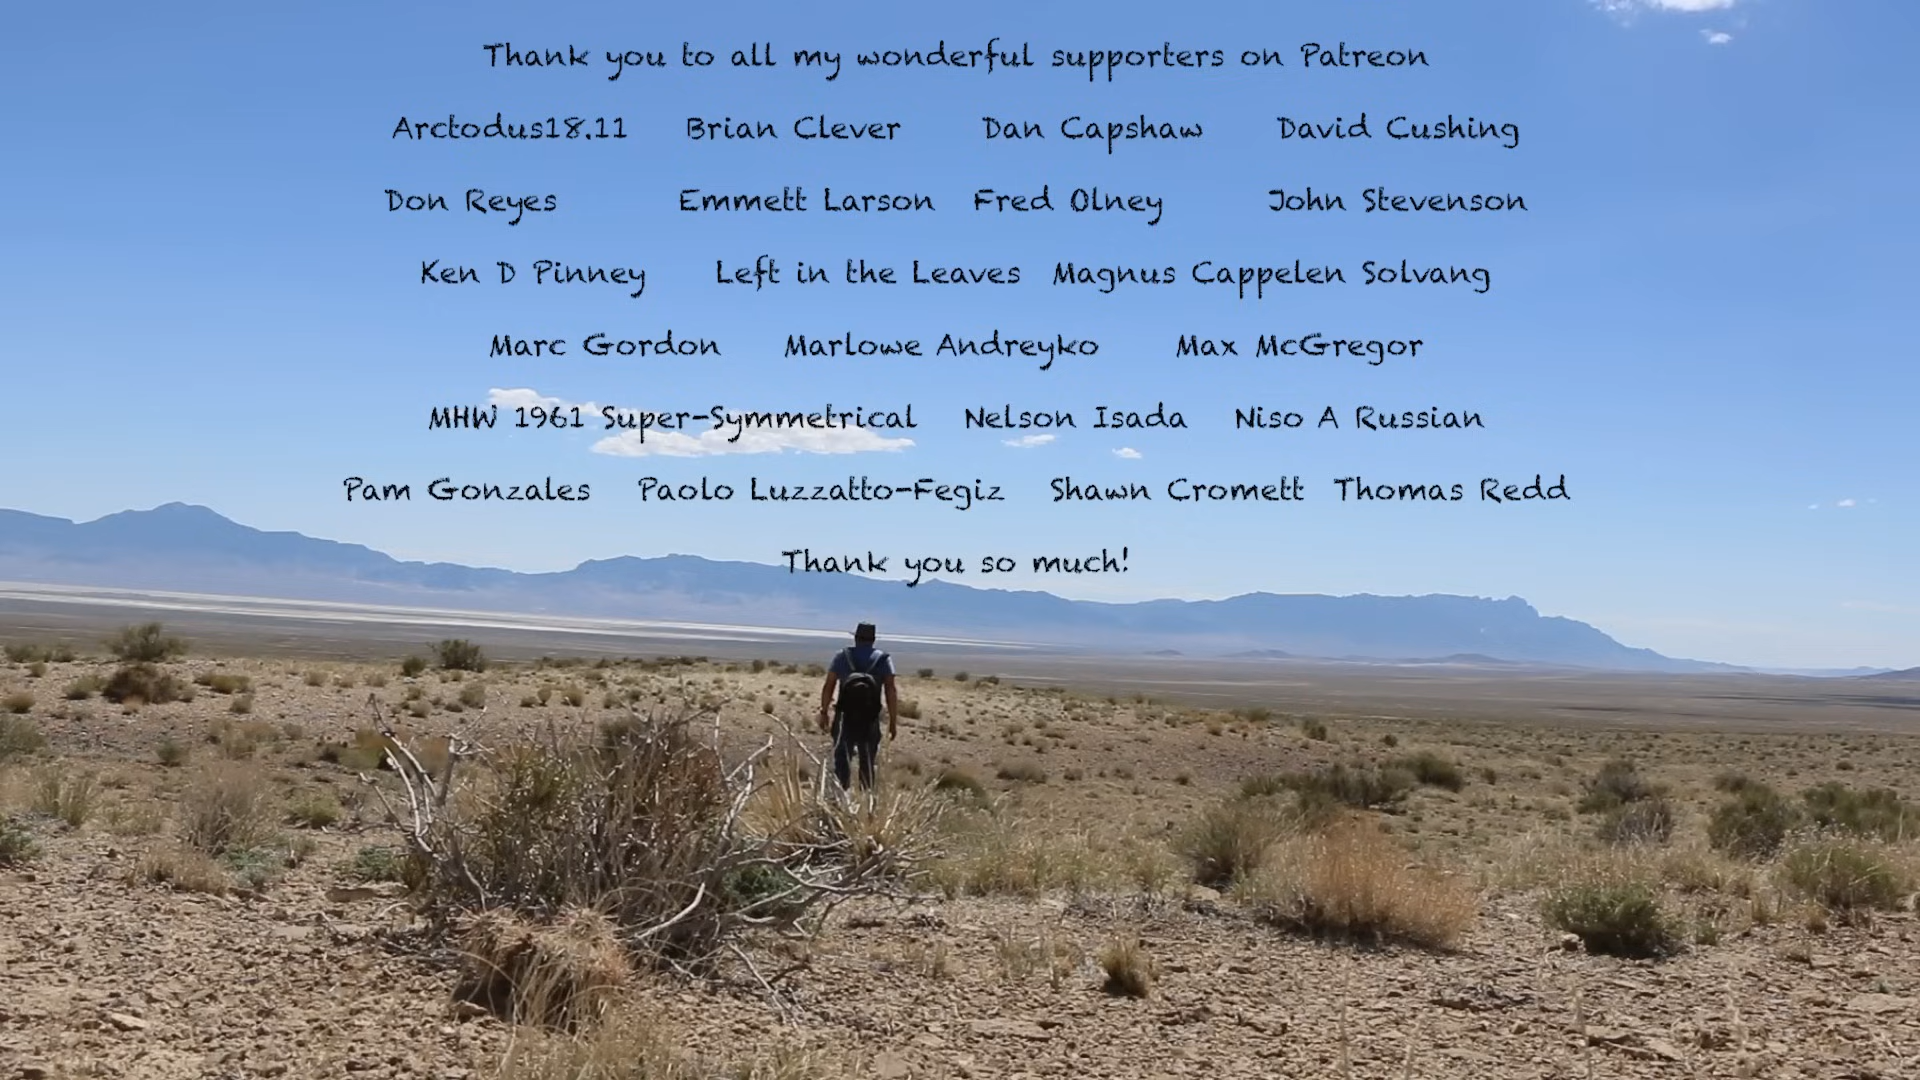 Thank you to all my wonderful supporters on Patreon
Arctodus18.11 Brian Clever Dan Capshaw David Cushing
Don Reyes Emmett Larson Fred Olney John Stevenson
Ken D Pinney Left in the Leaves Magnus Cappelen Solvang
Marc Gordon Marlowe Andreyko Max McGregor
MHW 1961 Super-Symmetrical Nelson Isada Niso A Russian
Pam Gonzales Paolo Luzzatto-Fegiz Shawn Cromett Thomas Redd
Thank you so much!